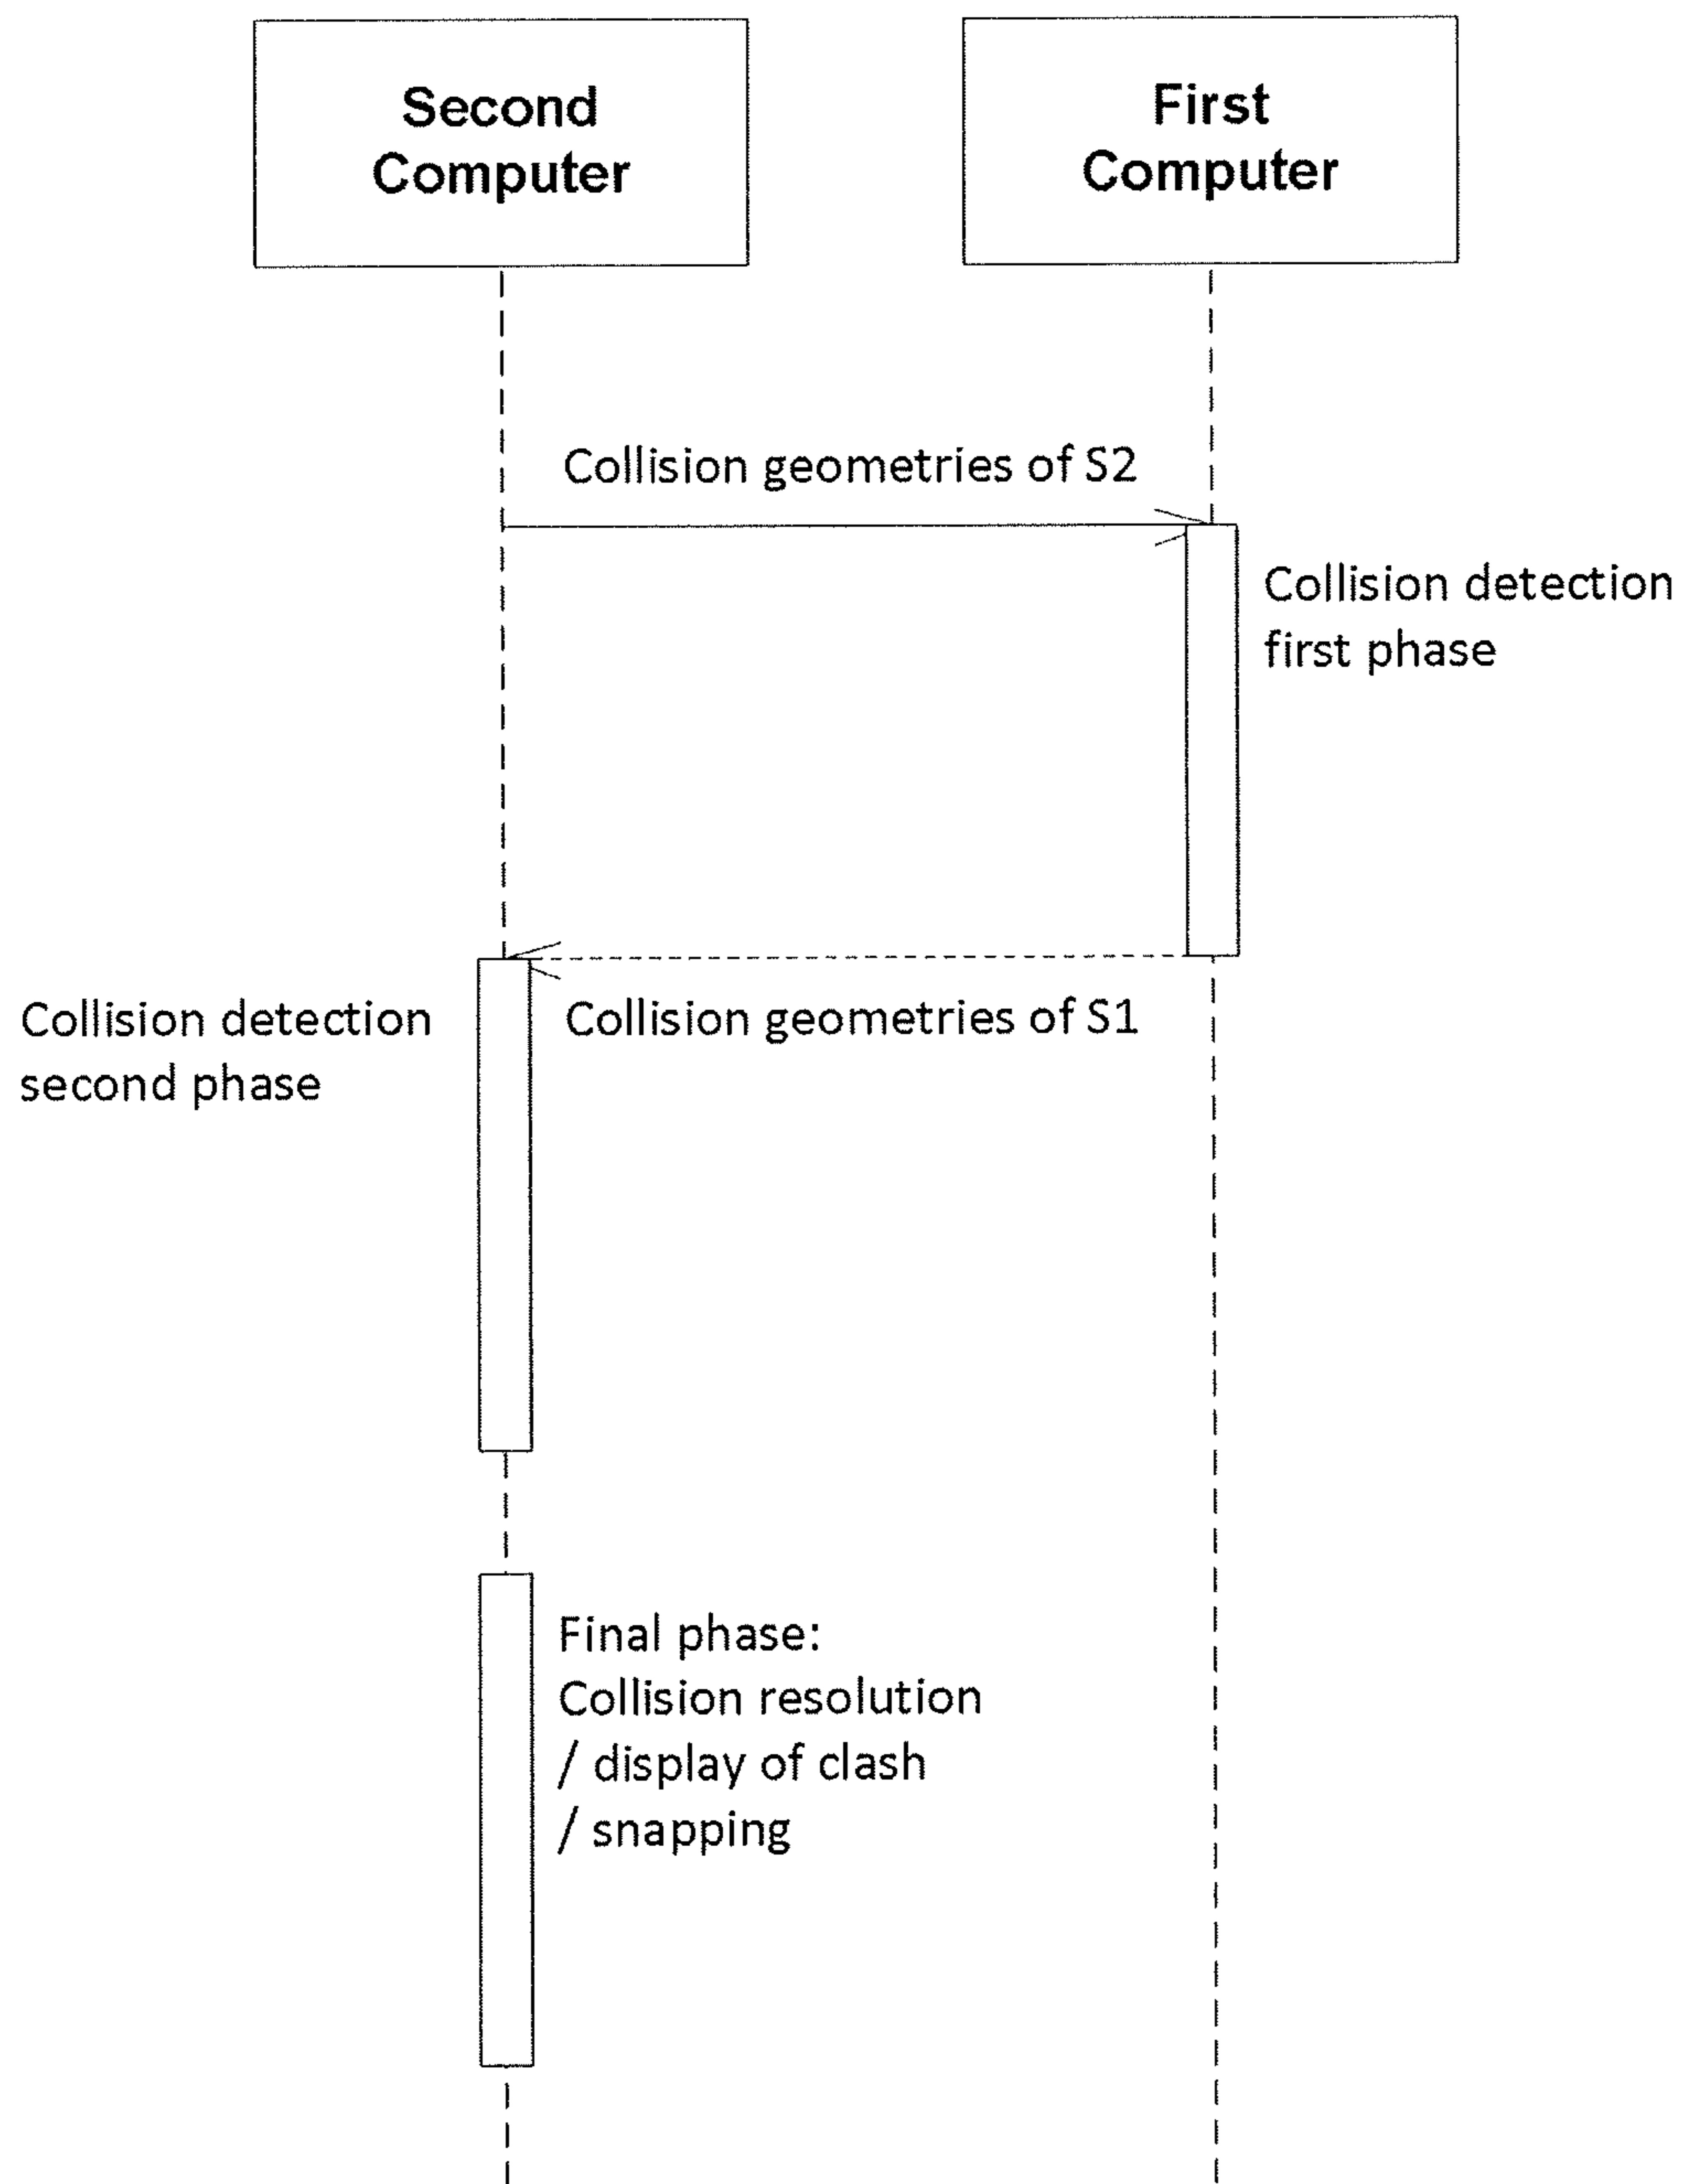 Second
Computer
First
Computer
Collision geometries of S2
Collision detection
first phase
Collision detection
second phase
Collision geometries of S1
Final phase:
Collision resolution
/ display of clash
/ snapping